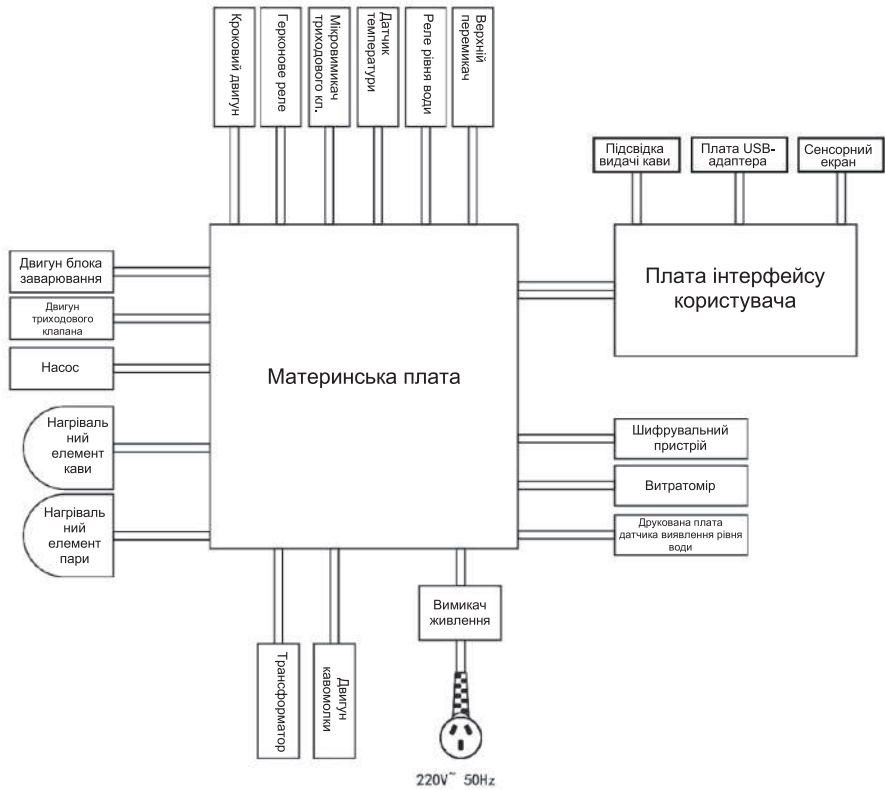 Кроковий двигун
Герконове реле
Мікровимикач
триходового кл.
Датчик
температури
Реле рівня води
Верхній
перемикач
Підсвідка
видачі кави
Плата USB-
адаптера
Сенсорний
екран
Двигун блока
заварювання
Двигун
триходового
клапана
Насос
Нагріваль
ний
елемент
кави
Нагріваль
ний
елемент
пари
Материнська плата
Плата інтерфейсу
користувача
Шифрувальний
пристрій
Витратомір
Друкована плата
датчика виявлення рівня
води
Трансформатор
Двигун
кавомолки
Вимикач
живлення
220V~ 50Hz